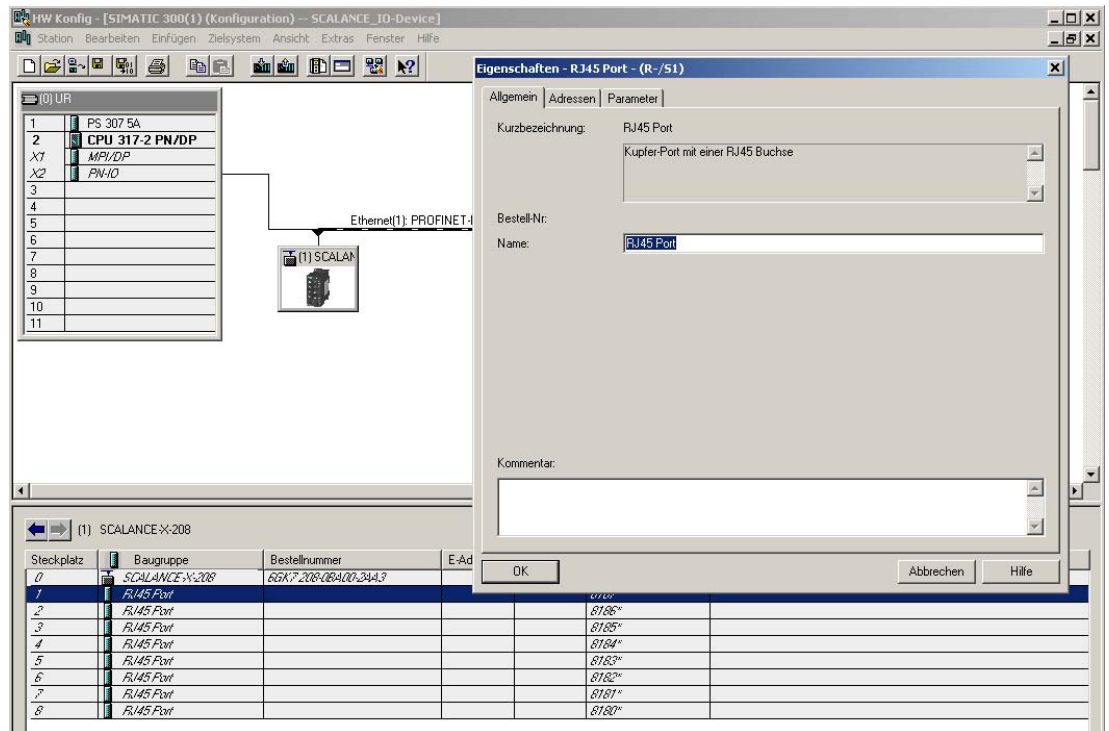 HW Konfig - [SIMATIC 300(1) (Konfiguration) -- SCALANCE_IO-Device]
Station Bearbeiten Einfügen Zielsystem Ansicht Extras Fenster Hilfe
(0) UR
1 PS 307 5A
2 CPU 317-2 PN/DP
X1 MPI/DP
X2 PN-IO
3
4
5
6
7
8
9
10
11
Ethernet(1): PROFINET-
(1) SCALAN
Eigenschaften - RJ45 Port - (R-/S1)
Allgemein Adressen Parameter
Kurzbezeichnung: RJ45 Port
Kupfer-Port mit einer RJ45 Buchse
Bestell-Nr.:
Name: RJ45 Port
Kommentar:
OK Abbrechen Hilfe
(1) SCALANCE-X-208
Steckplatz Baugruppe Bestellnummer E-Ad
0 SCALANCE-X-208 6GK7 208-0BA00-2AA3
1 RJ45 Port
2 RJ45 Port 8186*
3 RJ45 Port 8185*
4 RJ45 Port 8184*
5 RJ45 Port 8183*
6 RJ45 Port 8182*
7 RJ45 Port 8181*
8 RJ45 Port 8180*